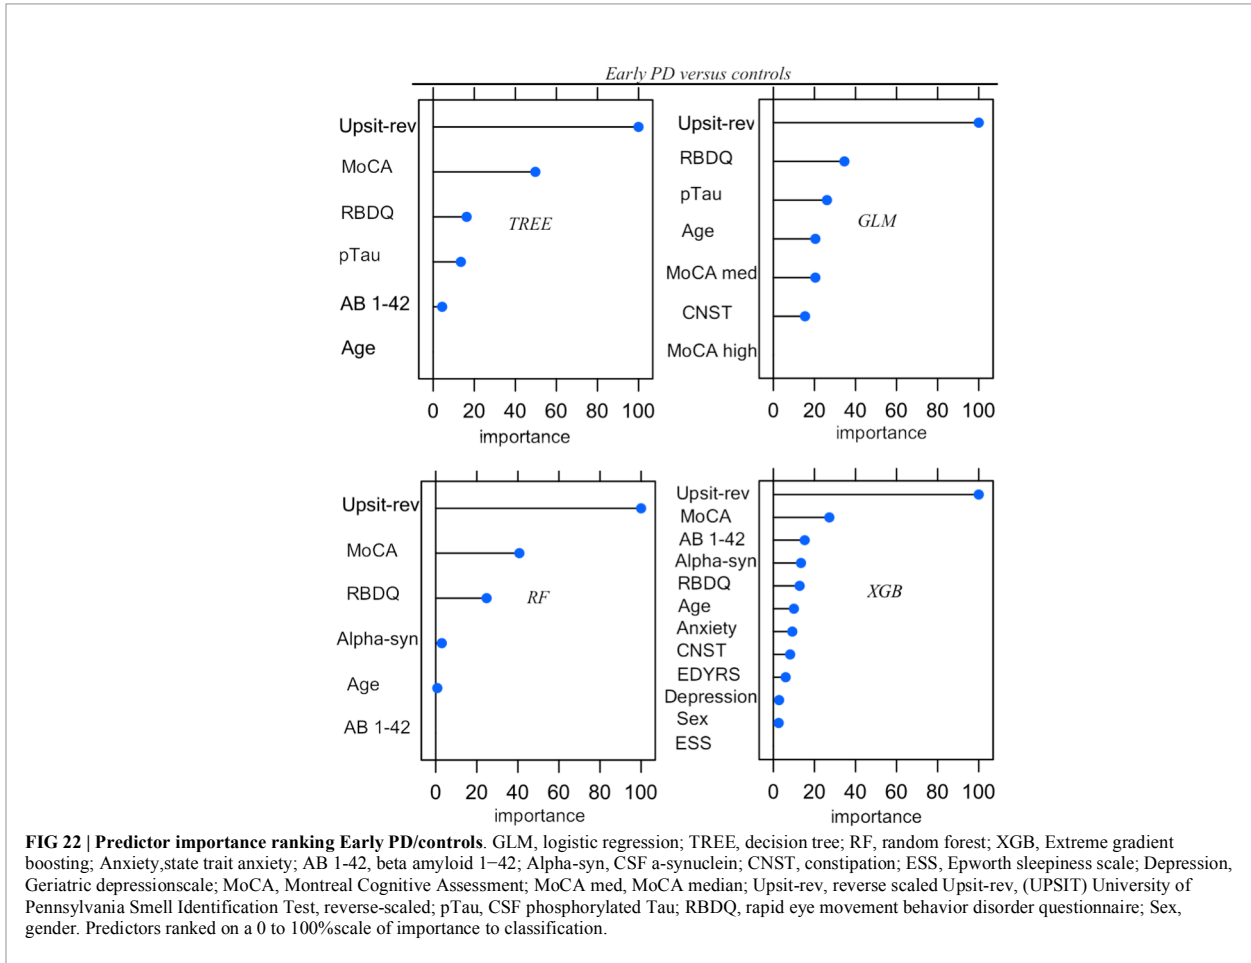 Early PD versus controls
Upsit-rev
MoCA
RBDQ
pTau
AB 1-42
Age
TREE
0 20 40 60 80 100
importance
Upsit-rev
RBDQ
pTau
Age
MoCA med
CNST
MoCA high
GLM
0 20 40 60 80 100
importance
Upsit-rev
MoCA
RBDQ
Alpha-syn
Age
AB 1-42
RF
0 20 40 60 80 100
importance
Upsit-rev
MoCA
AB 1-42
Alpha-syn
RBDQ
Age
Anxiety
CNST
EDYRS
Depression
Sex
ESS
XGB
0 20 40 60 80 100
importance
FIG 22 | Predictor importance ranking Early PD/controls. GLM, logistic regression; TREE, decision tree; RF, random forest; XGB, Extreme gradient
boosting; Anxiety,state trait anxiety; AB 1-42, beta amyloid 1−42; Alpha-syn, CSF a-synuclein; CNST, constipation; ESS, Epworth sleepiness scale; Depression,
Geriatric depressionscale; MoCA, Montreal Cognitive Assessment; MoCA med, MoCA median; Upsit-rev, reverse scaled Upsit-rev, (UPSIT) University of
Pennsylvania Smell Identification Test, reverse-scaled; pTau, CSF phosphorylated Tau; RBDQ, rapid eye movement behavior disorder questionnaire; Sex,
gender. Predictors ranked on a 0 to 100%scale of importance to classification.